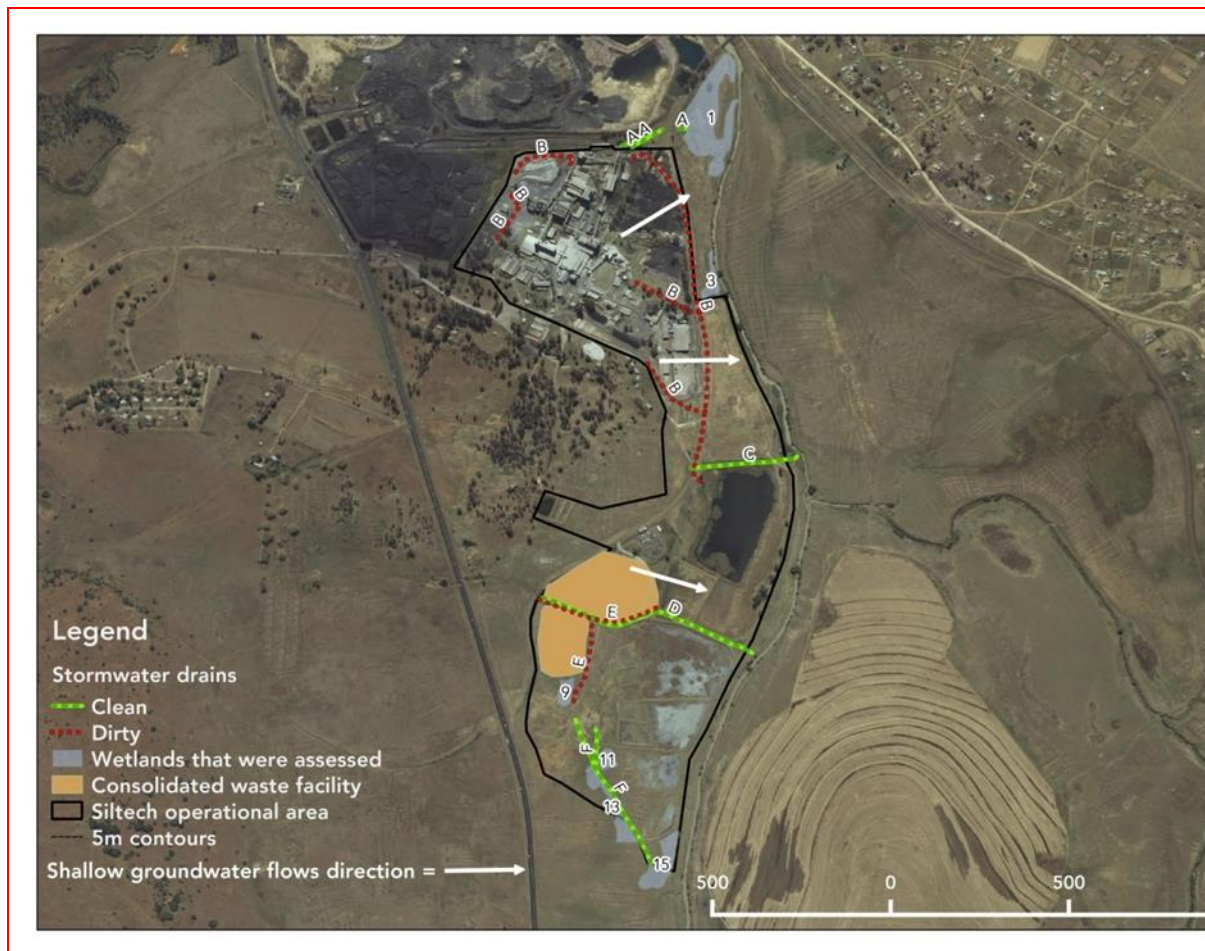 1
A
AA
B
B
B
3
B
B
B
C
E
D
E
9
F
11
F
13
15
Legend
Stormwater drains
Clean
Dirty
Wetlands that were assessed
Consolidated waste facility
Siltech operational area
5m contours
Shallow groundwater flows direction =
500 0 500